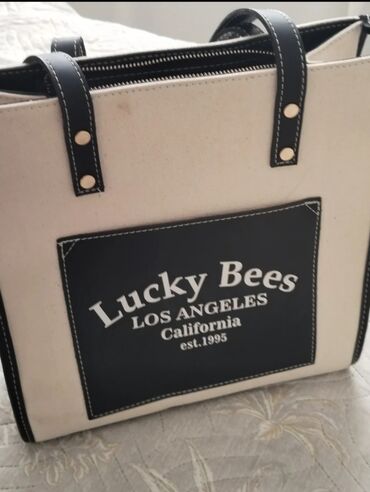 Lucky Bees
LOS ANGELES
California
est.1995